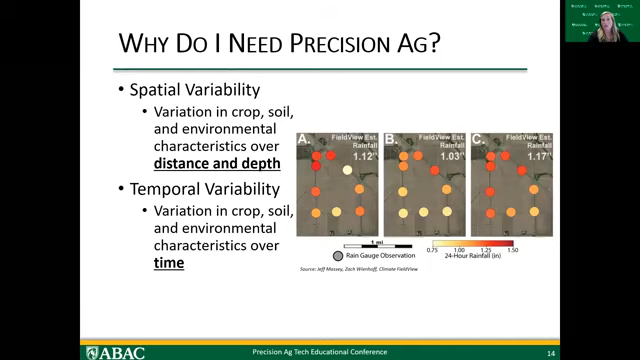 WHY DO I NEED PRECISION AG?
• Spatial Variability
• Variation in crop, soil,
and environmental
characteristics over
distance and depth
• Temporal Variability
• Variation in crop, soil,
and environmental
characteristics over
time
A.
FieldView Est.
Rainfall
1.12"
B.
FieldView Est.
Rainfall
1.03"
C.
FieldView Est.
Rainfall
1.17"
1 mi
Rain Gauge Observation
0.75 1.00 1.25 1.50
24-Hour Rainfall (in)
Source: Jeff Massey, Zach Wienhoff, Climate FieldView
ABAC
Precision Ag Tech Educational Conference
14